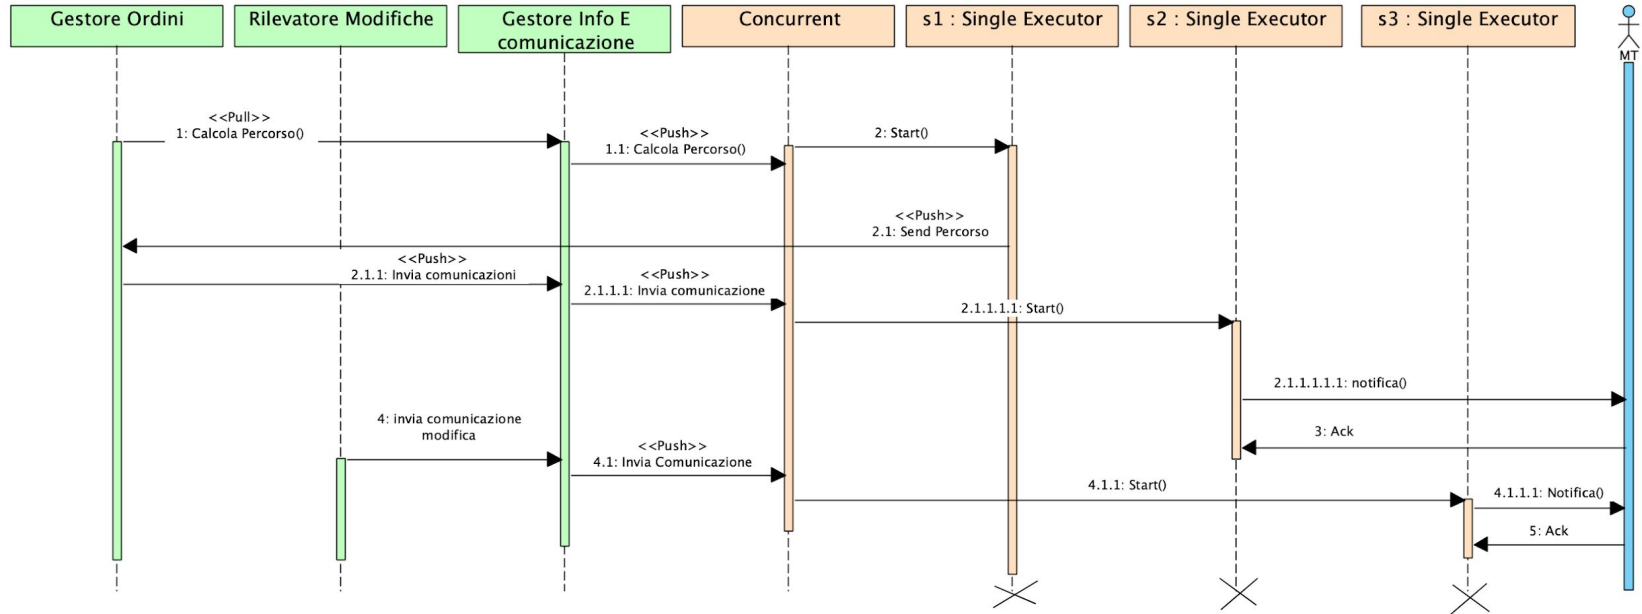 Gestore Ordini
Rilevatore Modifiche
Gestore Info E
comunicazione
Concurrent
s1 : Single Executor
s2 : Single Executor
s3 : Single Executor
MT
<<Pull>>
1: Calcola Percorso()
<<Push>>
1.1: Calcola Percorso()
2: Start()
<<Push>>
2.1: Send Percorso
<<Push>>
2.1.1: Invia comunicazioni
<<Push>>
2.1.1.1: Invia comunicazione
2.1.1.1.1: Start()
2.1.1.1.1.1: notifica()
3: Ack
4: invia comunicazione
modifica
<<Push>>
4.1: Invia Comunicazione
4.1.1: Start()
4.1.1.1: Notifica()
5: Ack